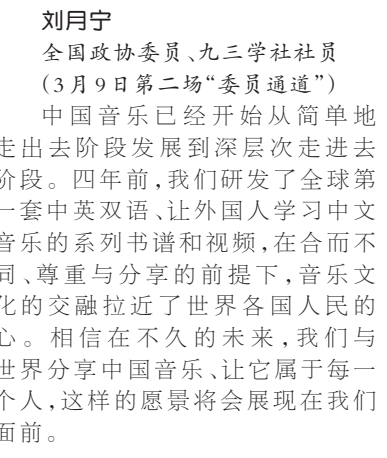 刘月宁
全国政协委员、九三学社社员
(3月9日第二场“委员通道”)
中国音乐已经开始从简单地
走出去阶段发展到深层次走进去
阶段。四年前,我们研发了全球第
一套中英双语、让外国人学习中文
音乐的系列书谱和视频,在合而不
同、尊重与分享的前提下,音乐文
化的交融拉近了世界各国人民的
心。相信在不久的未来,我们与
世界分享中国音乐、让它属于每一
个人,这样的愿景将会展现在我们
面前。